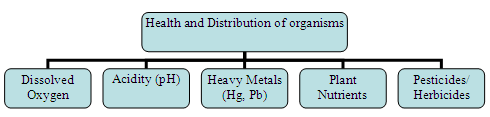 Health and Distribution of organisms
Dissolved
Oxygen
Acidity (pH)
Heavy Metals
(Hg, Pb)
Plant
Nutrients
Pesticides/
Herbicides